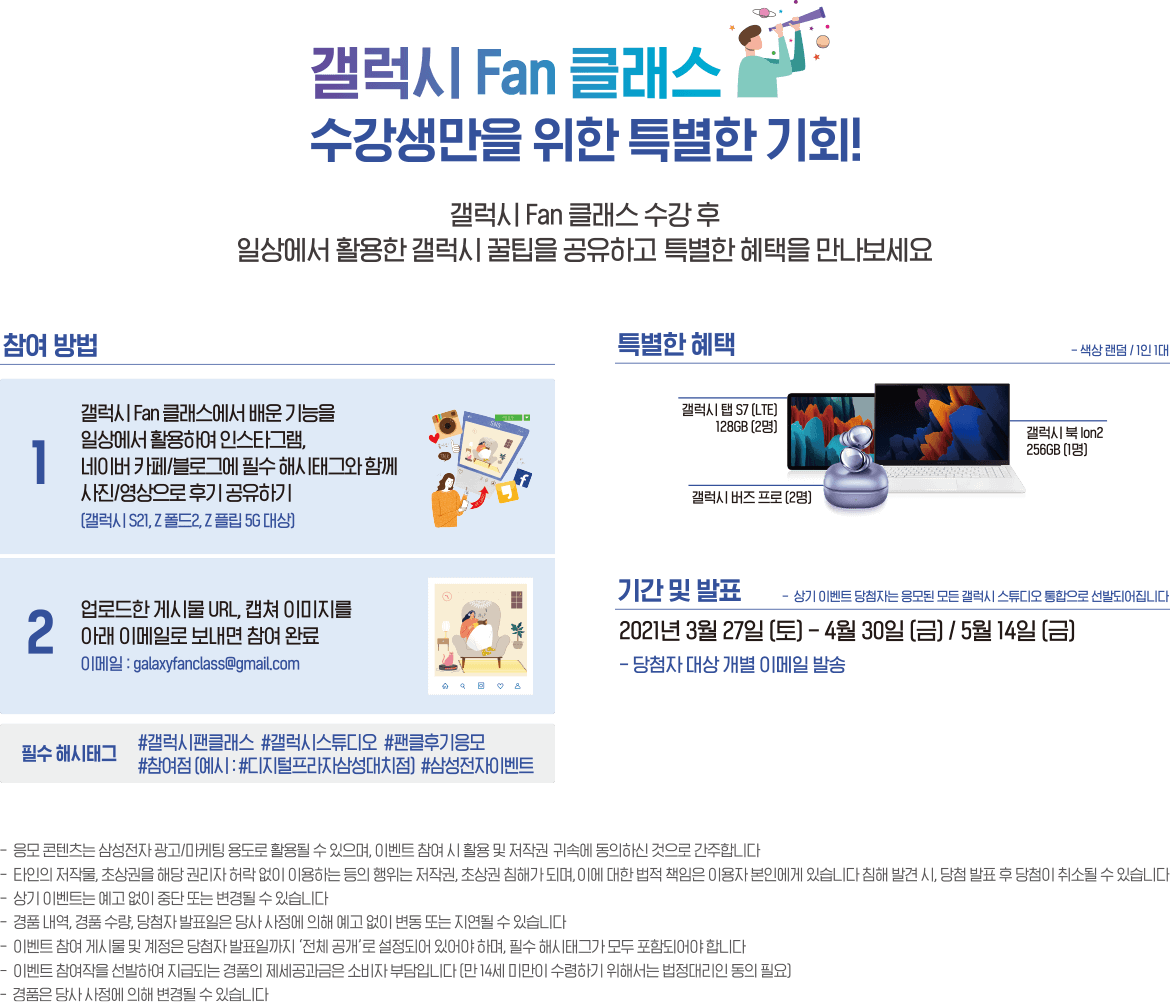 갤럭시 Fan 클래스
수강생만을 위한 특별한 기회!
갤럭시 Fan 클래스 수강 후
일상에서 활용한 갤럭시 꿀팁을 공유하고 특별한 혜택을 만나보세요
참여 방법
1
갤럭시 Fan 클래스에서 배운 기능을
일상에서 활용하여 인스타그램,
네이버 카페/블로그에 필수 해시태그와 함께
사진/영상으로 후기 공유하기
(갤럭시 S21, Z 폴드2, Z 플립 5G 대상)
SNS
2
업로드한 게시물 URL, 캡쳐 이미지를
아래 이메일로 보내면 참여 완료
이메일 : galaxyfanclass@gmail.com
필수 해시태그
#갤럭시팬클래스 #갤럭시스튜디오 #팬클후기응모
#참여점 (예시 : #디지털프라자삼성대치점) #삼성전자이벤트
특별한 혜택
- 색상 랜덤 / 1인 1대
갤럭시 탭 S7 (LTE)
128GB (2명)
갤럭시 북 Ion2
256GB (1명)
갤럭시 버즈 프로 (2명)
기간 및 발표
- 상기 이벤트 당첨자는 응모된 모든 갤럭시 스튜디오 통합으로 선발되어집니다
2021년 3월 27일 (토) - 4월 30일 (금) / 5월 14일 (금)
- 당첨자 대상 개별 이메일 발송
- 응모 콘텐츠는 삼성전자 광고/마케팅 용도로 활용될 수 있으며, 이벤트 참여 시 활용 및 저작권 귀속에 동의하신 것으로 간주합니다
- 타인의 저작물, 초상권을 해당 권리자 허락 없이 이용하는 등의 행위는 저작권, 초상권 침해가 되며, 이에 대한 법적 책임은 이용자 본인에게 있습니다 침해 발견 시, 당첨 발표 후 당첨이 취소될 수 있습니다
- 상기 이벤트는 예고 없이 중단 또는 변경될 수 있습니다
- 경품 내역, 경품 수량, 당첨자 발표일은 당사 사정에 의해 예고 없이 변동 또는 지연될 수 있습니다
- 이벤트 참여 게시물 및 계정은 당첨자 발표일까지 '전체 공개'로 설정되어 있어야 하며, 필수 해시태그가 모두 포함되어야 합니다
- 이벤트 참여작을 선발하여 지급되는 경품의 제세공과금은 소비자 부담입니다 (만 14세 미만이 수령하기 위해서는 법정대리인 동의 필요)
- 경품은 당사 사정에 의해 변경될 수 있습니다